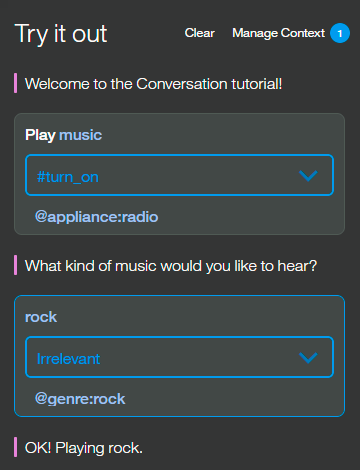 Try it out Clear Manage Context 1
Welcome to the Conversation tutorial!
Play music
#turn_on
@appliance:radio
What kind of music would you like to hear?
rock
Irrelevant
@genre:rock
OK! Playing rock.